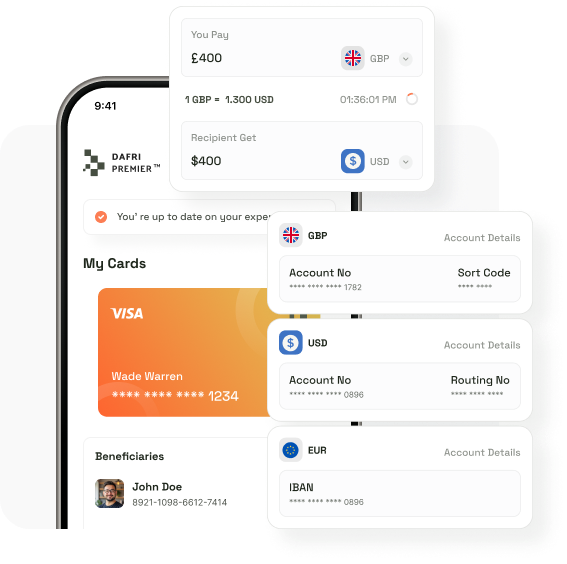 You Pay
£400
GBP
1 GBP = 1.300 USD
01:36:01 PM
Recipient Get
$400
$ USD
9:41
DAFRI
PREMIER™
You' re up to date on your
My Cards
VISA
Wade Warren
**** **** **** 1234
Beneficiaries
John Doe
8921-1098-6612-7414
GBP
Account Details
Account No
Sort Code
**** **** **** 1782
**** ****
$ USD
Account Details
Account No
Routing No
**** **** **** 0896
**** **** ****
EUR
Account Details
IBAN
**** **** **** 0896